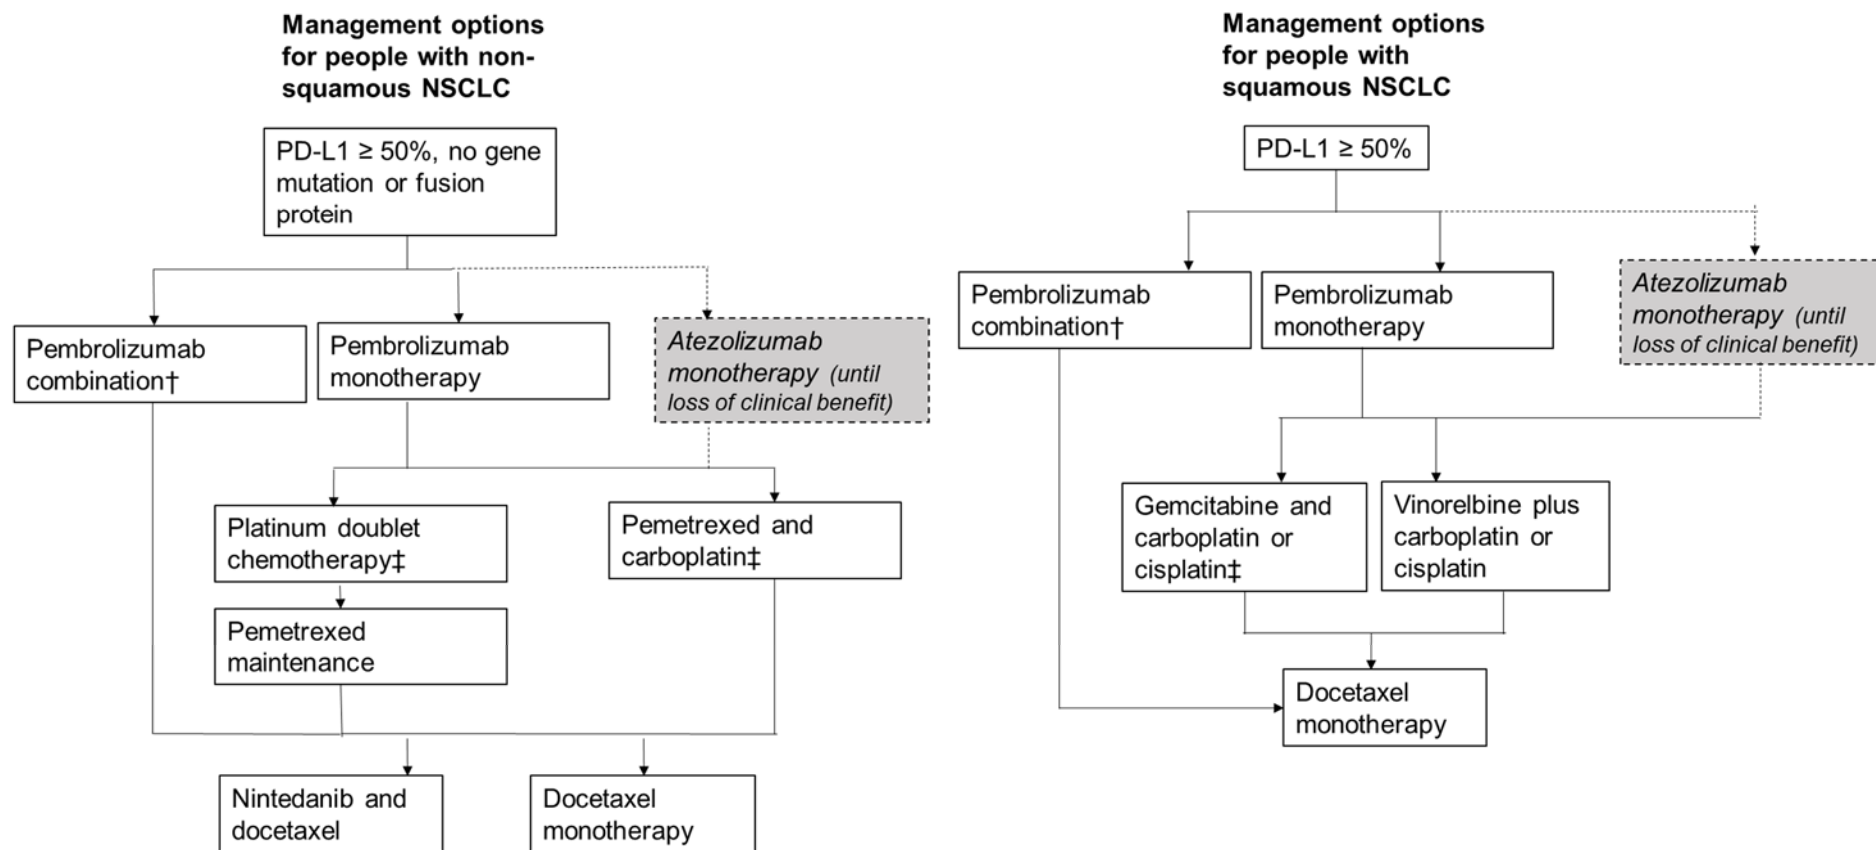 Management options
for people with non-
squamous NSCLC
PD-L1 ≥ 50%, no gene
mutation or fusion
protein
Pembrolizumab
combination†
Pembrolizumab
monotherapy
Atezolizumab
monotherapy (until
loss of clinical benefit)
Platinum doublet
chemotherapy‡
Pemetrexed and
carboplatin‡
Pemetrexed
maintenance
Nintedanib and
docetaxel
Docetaxel
monotherapy
Management options
for people with
squamous NSCLC
PD-L1 ≥ 50%
Pembrolizumab
combination†
Pembrolizumab
monotherapy
Atezolizumab
monotherapy (until
loss of clinical benefit)
Gemcitabine and
carboplatin or
cisplatin‡
Vinorelbine plus
carboplatin or
cisplatin
Docetaxel
monotherapy